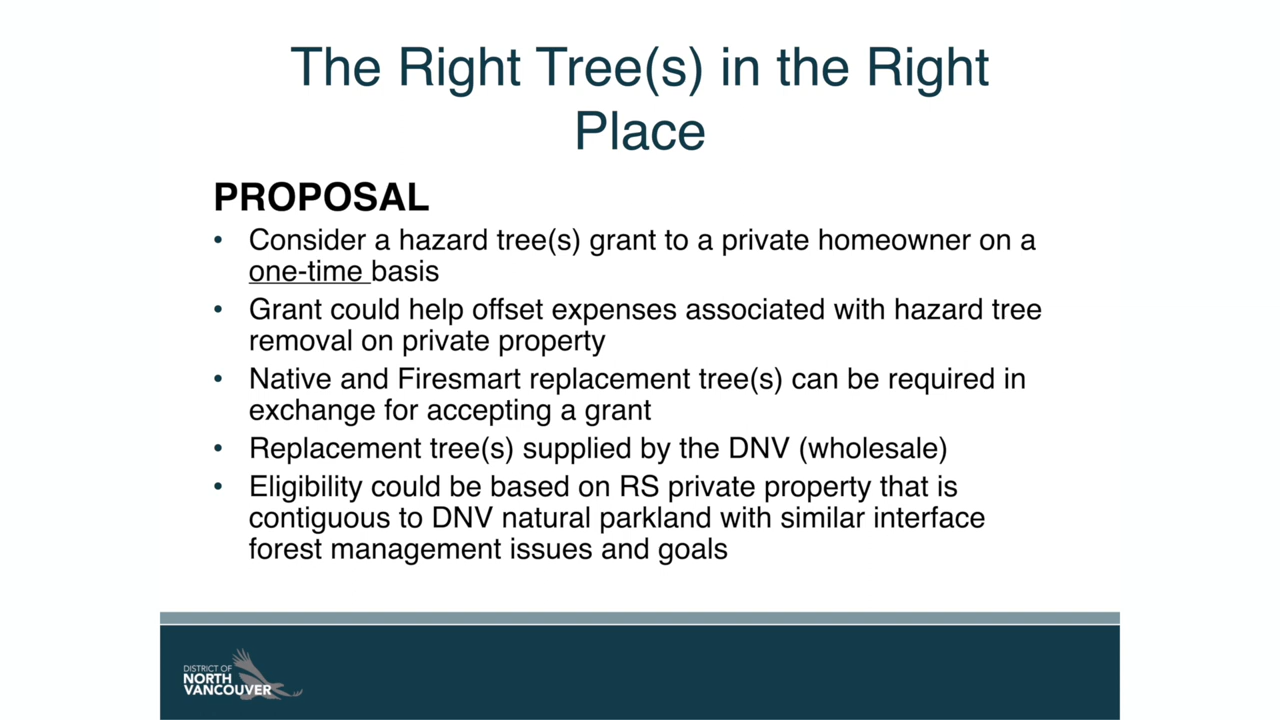 The Right Tree(s) in the Right
Place
PROPOSAL
• Consider a hazard tree(s) grant to a private homeowner on a
one-time basis
• Grant could help offset expenses associated with hazard tree
removal on private property
• Native and Firesmart replacement tree(s) can be required in
exchange for accepting a grant
• Replacement tree(s) supplied by the DNV (wholesale)
• Eligibility could be based on RS private property that is
contiguous to DNV natural parkland with similar interface
forest management issues and goals
DISTRICT OF
NORTH
VANCOUVER